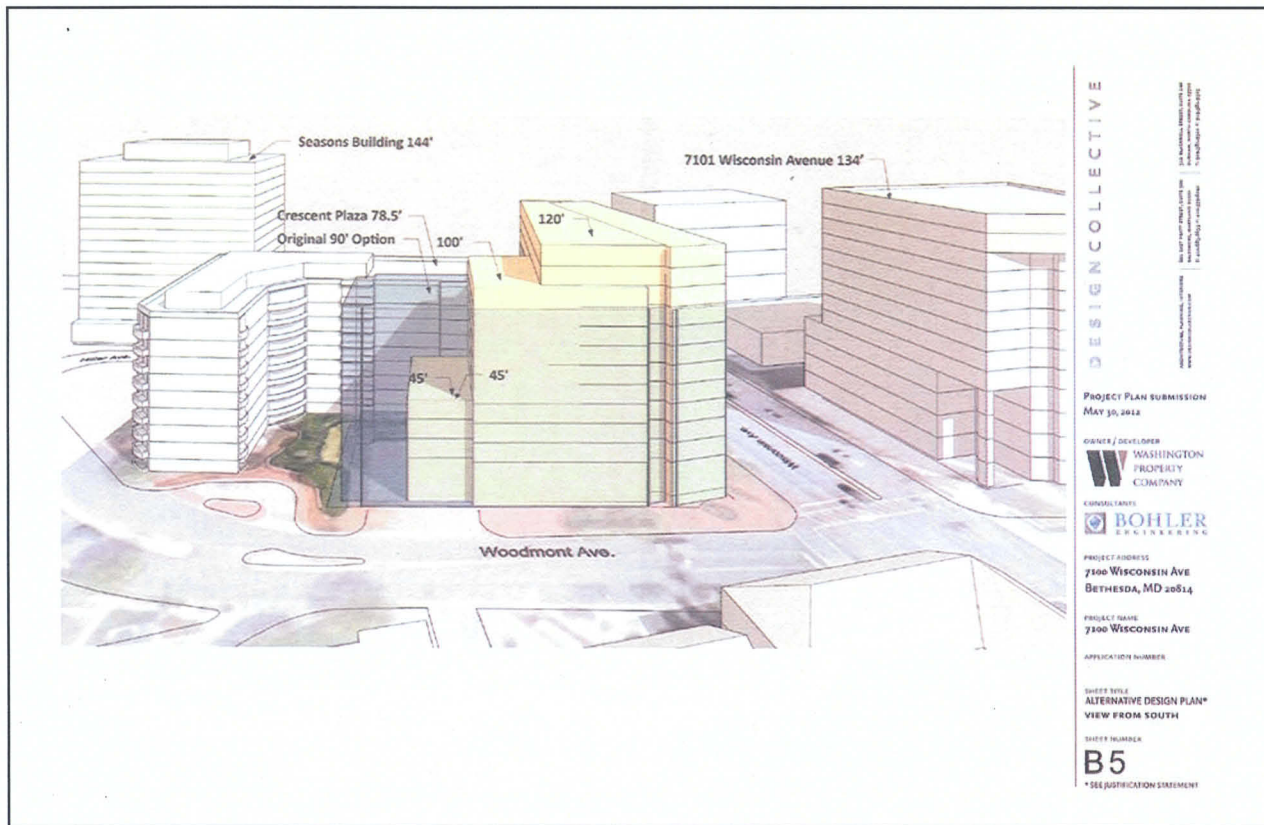 Seasons Building 144'
7101 Wisconsin Avenue 134'
Crescent Plaza 78.5'
Original 90' Option
100'
120'
45'
45'
Wisconsin Ave
Woodmont Ave.
DESIGNCOLLECTIVE
PROJECT PLAN SUBMISSION
MAY 30, 2012
OWNER / DEVELOPER
WASHINGTON
PROPERTY
COMPANY
CONSULTANTS
BOHLER
ENGINEERING
PROJECT ADDRESS
7100 WISCONSIN AVE
BETHESDA, MD 20814
PROJECT NAME
7100 WISCONSIN AVE
APPLICATION NUMBER
SHEET TITLE
ALTERNATIVE DESIGN PLAN*
VIEW FROM SOUTH
SHEET NUMBER
B5
* SEE JUSTIFICATION STATEMENT